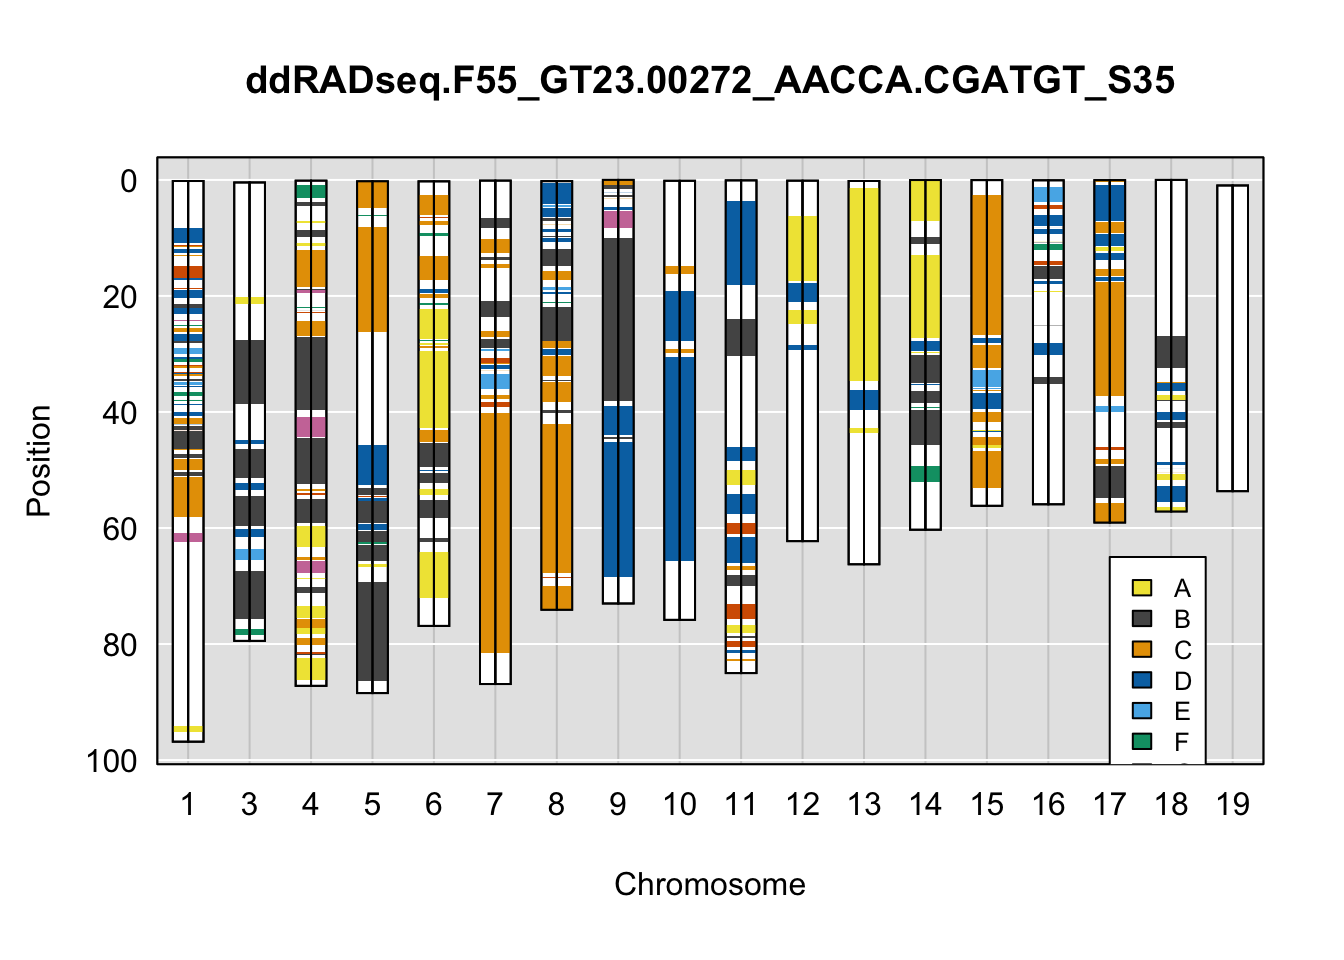 ddRADseq.F55_GT23.00272_AACCA.CGATGT_S35
0
20
40
60
80
100
Position
A
B
C
D
E
F
1 3 4 5 6 7 8 9 10 11 12 13 14 15 16 17 18 19
Chromosome